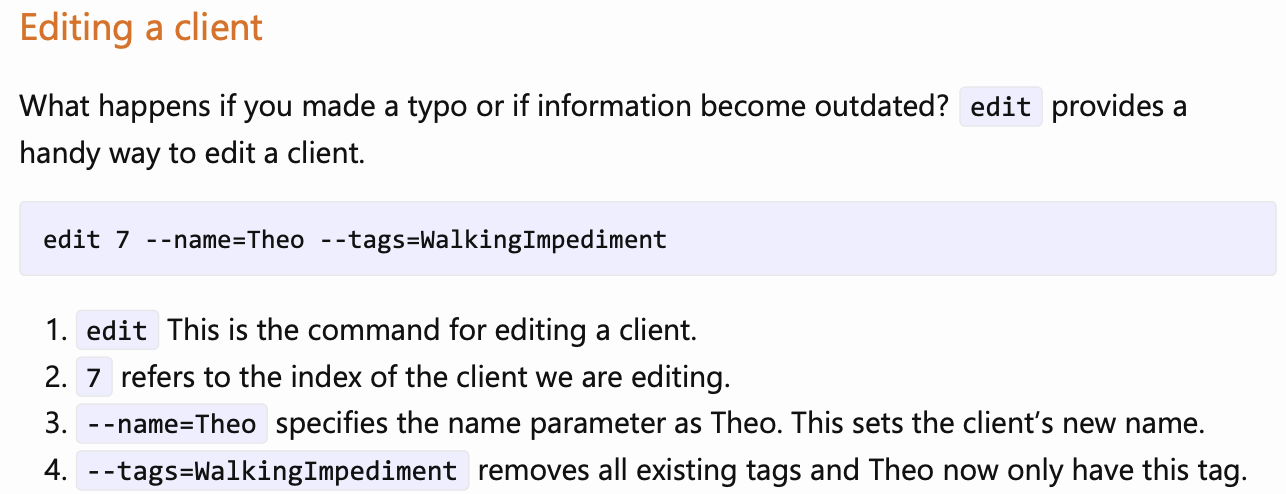 Editing a client
What happens if you made a typo or if information become outdated? edit provides a
handy way to edit a client.
edit 7 --name=Theo --tags=WalkingImpediment
1. edit This is the command for editing a client.
2. 7 refers to the index of the client we are editing.
3. --name=Theo specifies the name parameter as Theo. This sets the client’s new name.
4. --tags=WalkingImpediment removes all existing tags and Theo now only have this tag.